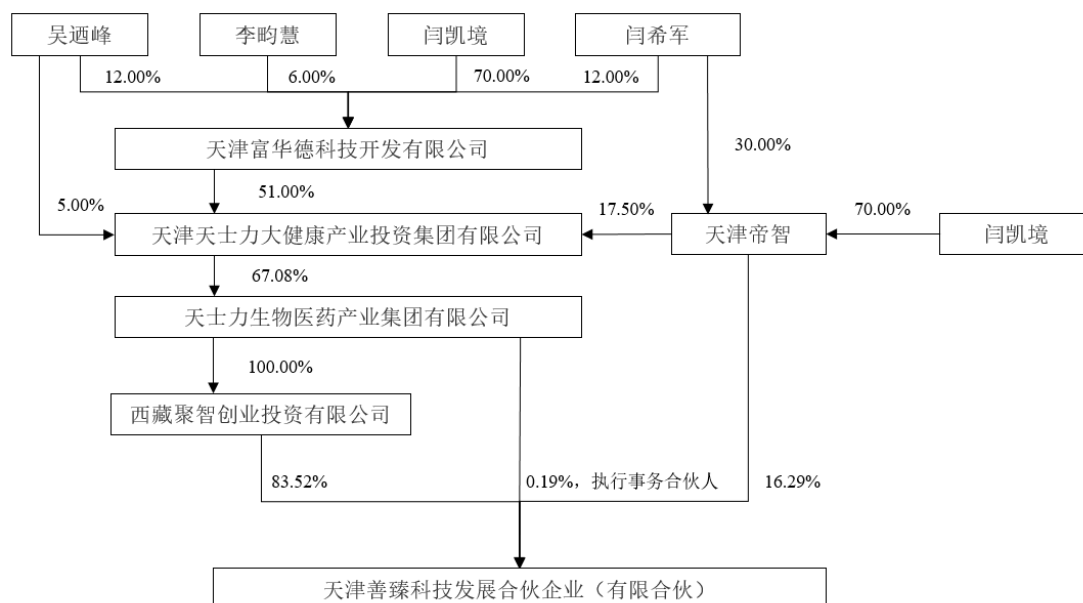 吴迺峰
李畇慧
闫凯境
闫希军
12.00%
6.00%
70.00%
12.00%
天津富华德科技开发有限公司
30.00%
51.00%
5.00%
17.50%
70.00%
天津天士力大健康产业投资集团有限公司
天津帝智
闫凯境
67.08%
天士力生物医药产业集团有限公司
100.00%
西藏聚智创业投资有限公司
83.52%
0.19%，执行事务合伙人
16.29%
天津善臻科技发展合伙企业（有限合伙）